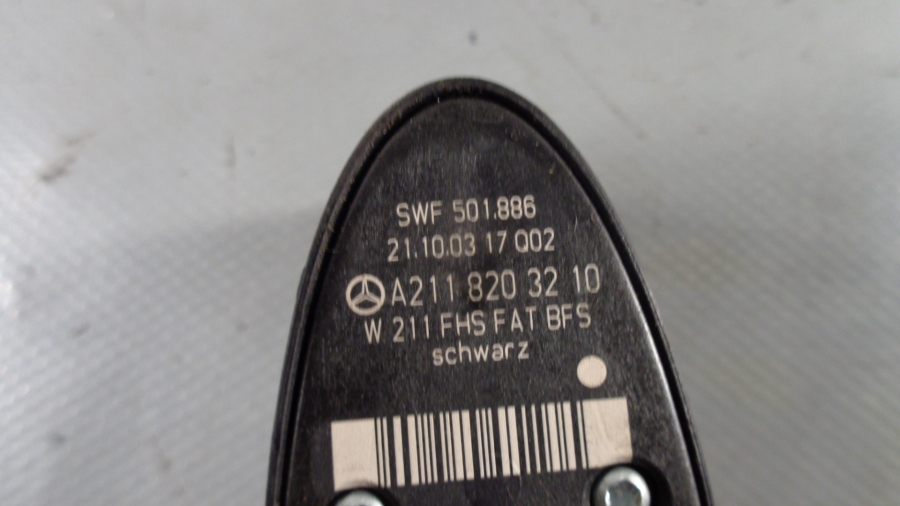 SWF 501.886
21.10.03 17 Q02
A211 820 32 10
W 211 FHS FAT BFS
schwarz